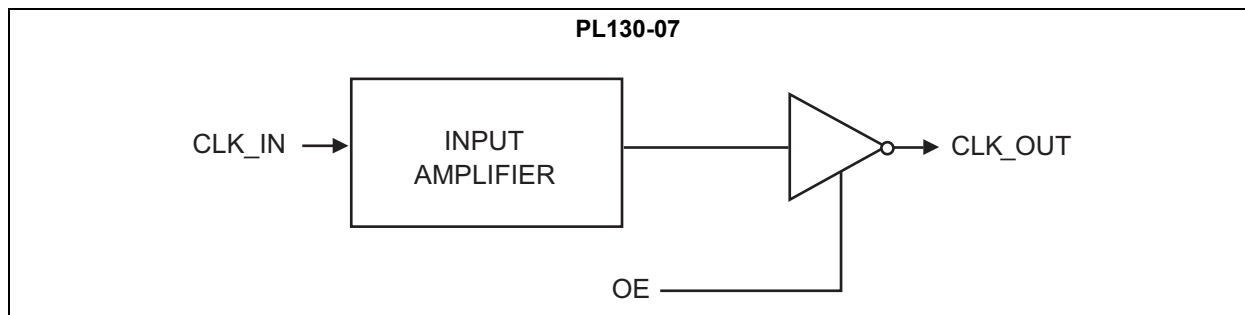 PL130-07
CLK_IN
INPUT
AMPLIFIER
CLK_OUT
OE